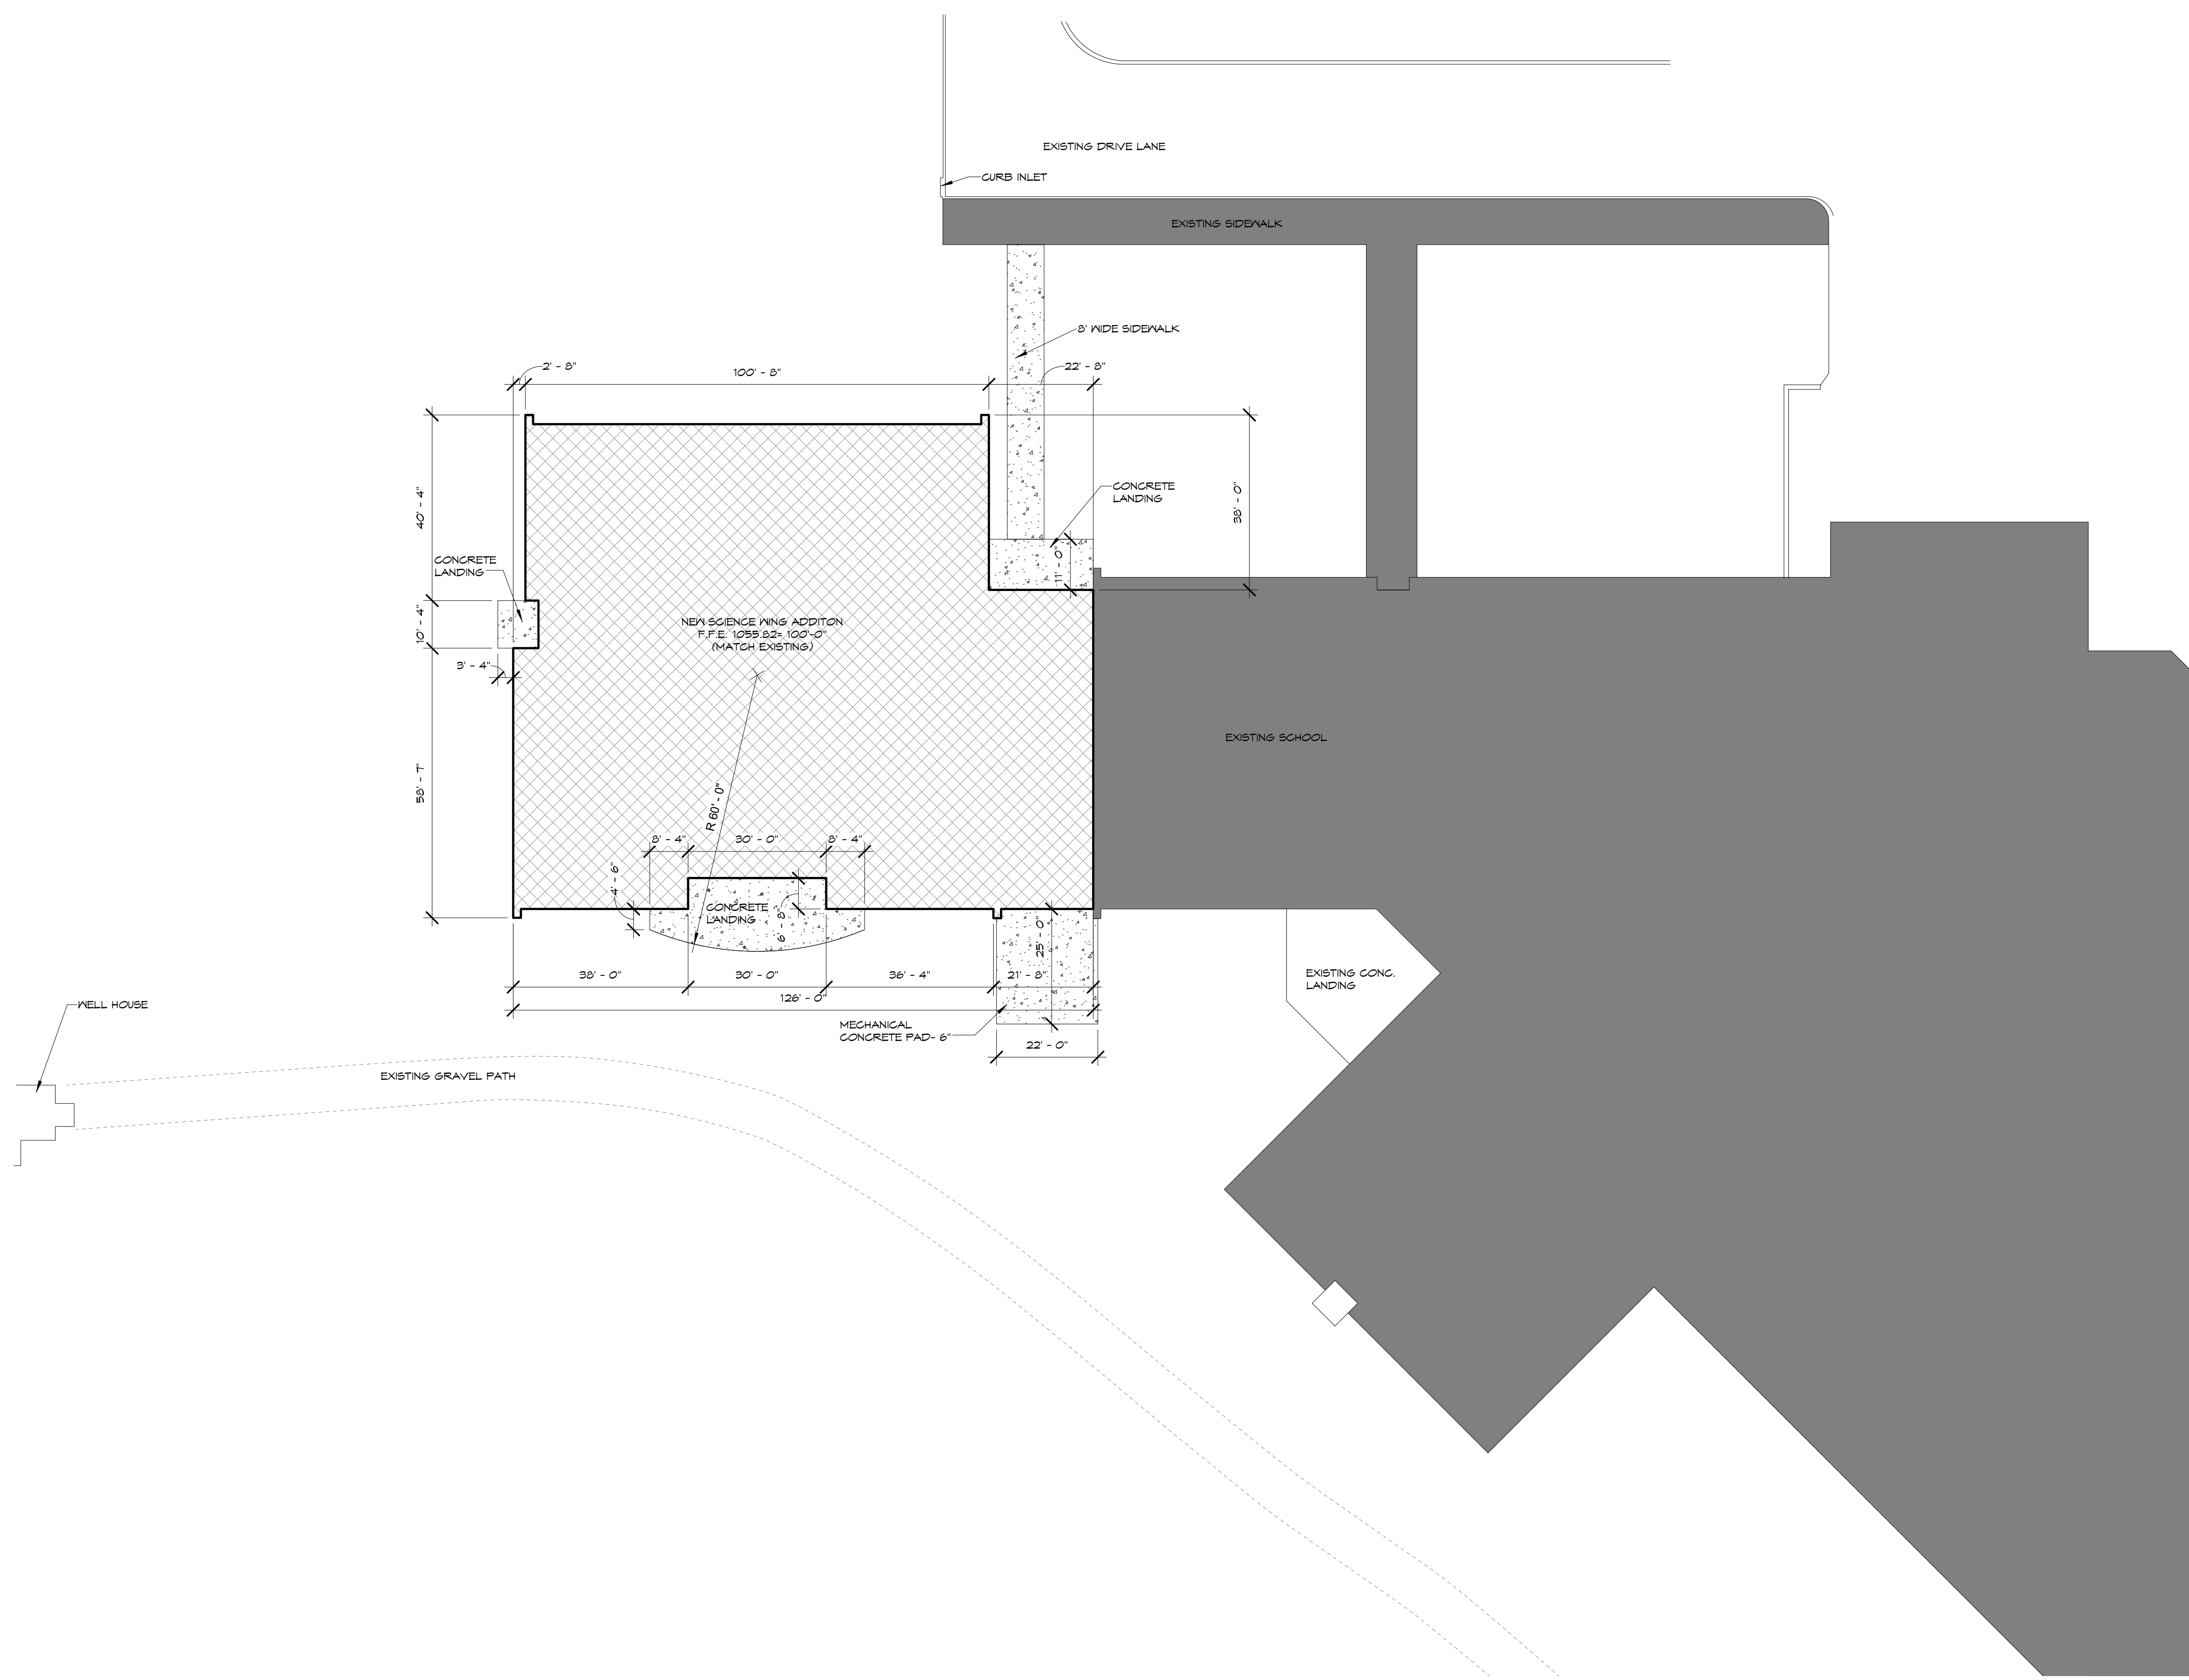 EXISTING DRIVE LANE
CURB INLET
EXISTING SIDEWALK
8' WIDE SIDEWALK
2' - 8"
100' - 8"
22' - 8"
40' - 4"
38' - 0"
CONCRETE
LANDING
11' - 0"
CONCRETE
LANDING
10' - 4"
NEW SCIENCE WING ADDITON
F.F.E. 1055.82= 100'-0"
(MATCH EXISTING)
3' - 4"
EXISTING SCHOOL
58' - 7"
R 60' - 0"
8' - 4"
30' - 0"
8' - 4"
4' - 6"
CONCRETE
LANDING
6' - 8"
25' - 0"
38' - 0"
30' - 0"
36' - 4"
21' - 8"
126' - 0"
EXISTING CONC.
LANDING
WELL HOUSE
MECHANICAL
CONCRETE PAD- 6"
22' - 0"
EXISTING GRAVEL PATH